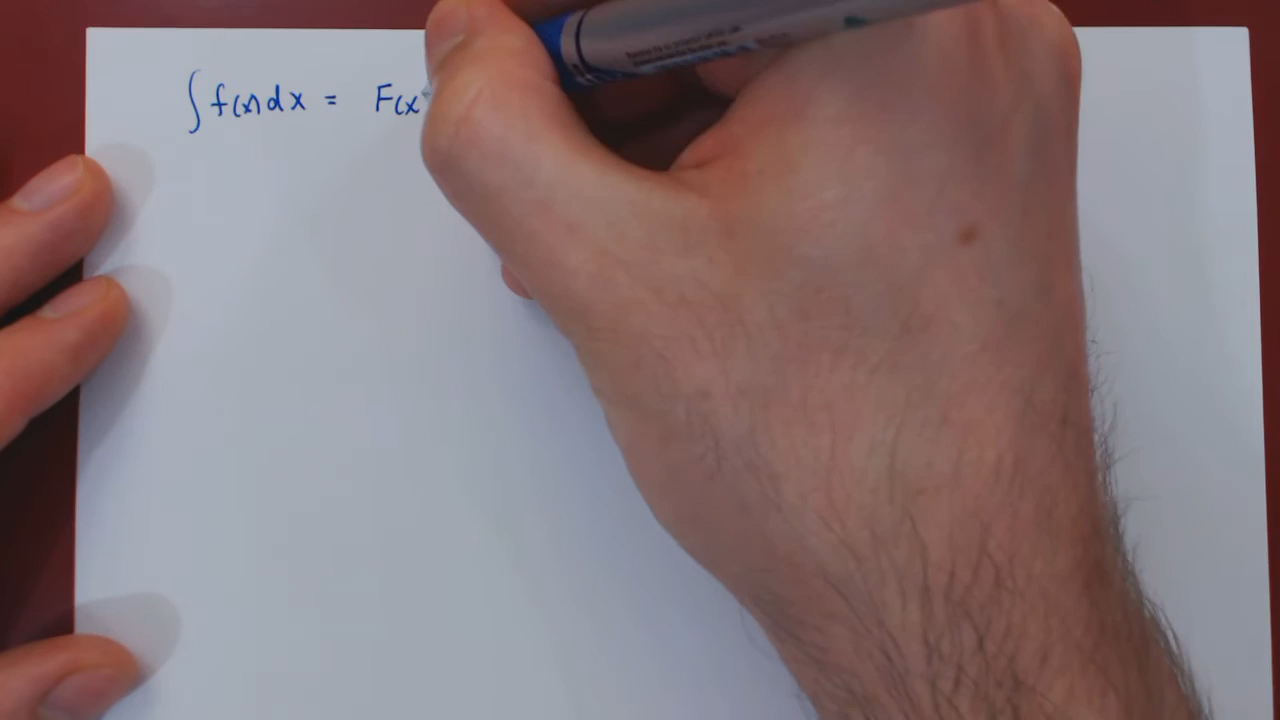 ∫f(x)dx = F(x